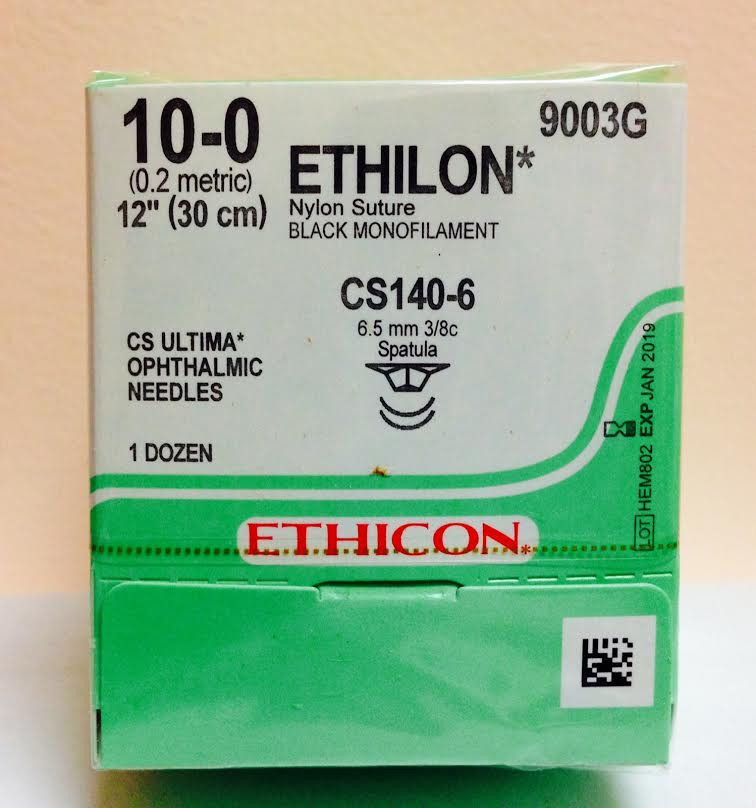 10-0
(0.2 metric)
12" (30 cm)
9003G
ETHILON*
Nylon Suture
BLACK MONOFILAMENT
CS140-6
6.5 mm 3/8c
Spatula
CS ULTIMA*
OPHTHALMIC
NEEDLES
1 DOZEN
LOT HEM802 EXP JAN 2019
ETHICON*